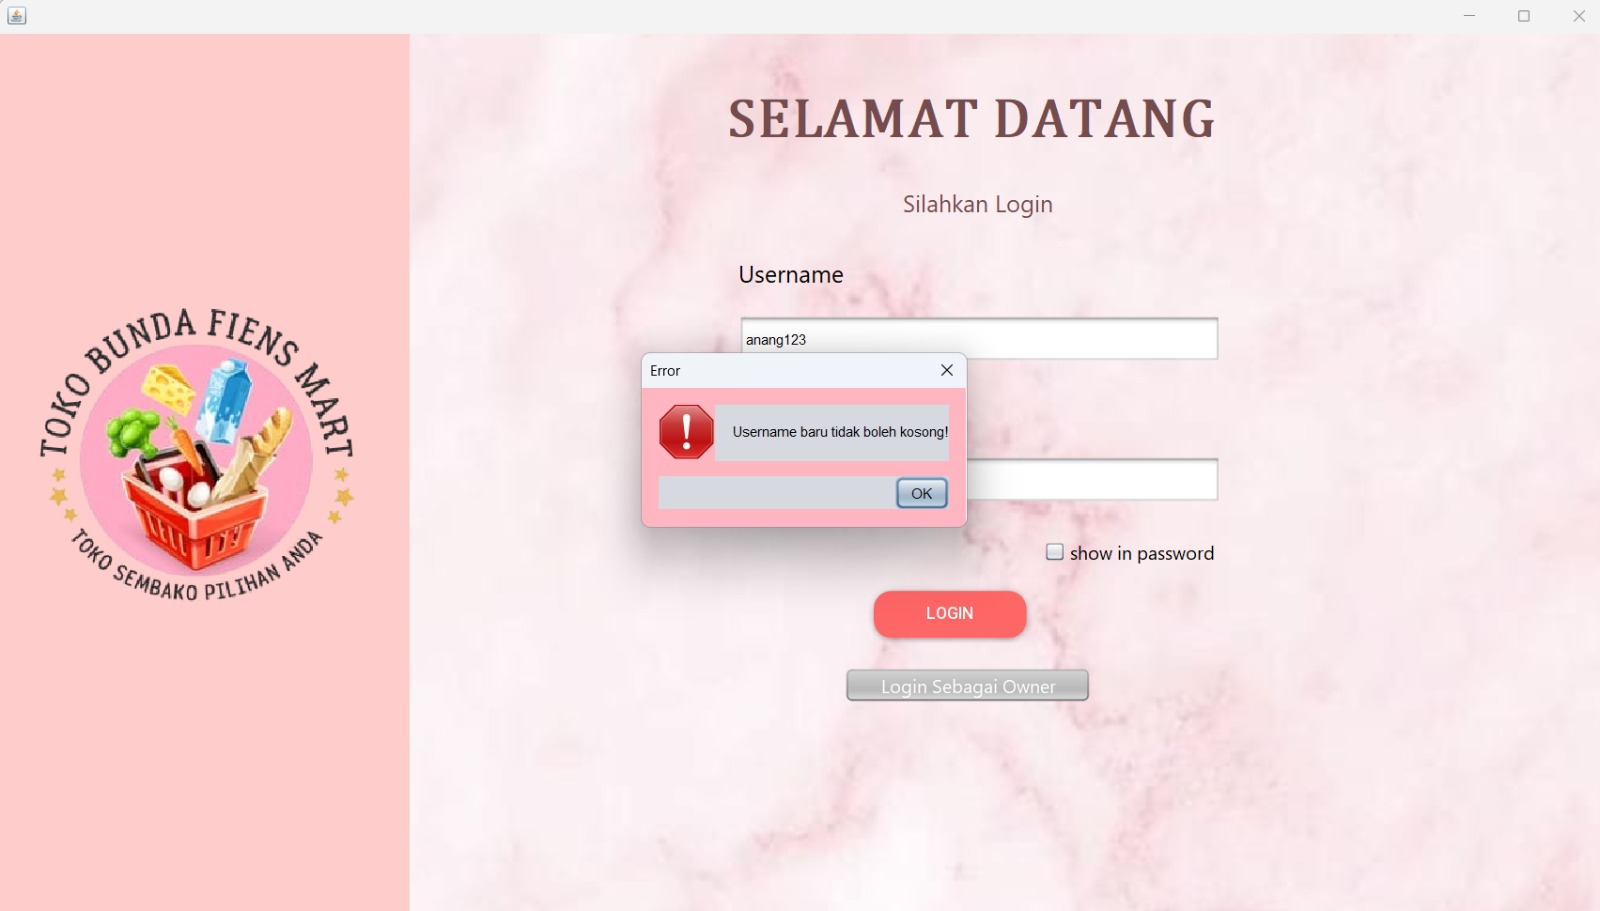 SELAMAT DATANG
Silahkan Login
Username
anang123
Error
Username baru tidak boleh kosong!
OK
show in password
LOGIN
Login Sebagai Owner
TOKO BUNDA FIENS MART
TOKO SEMBAKO PILIHAN ANDA